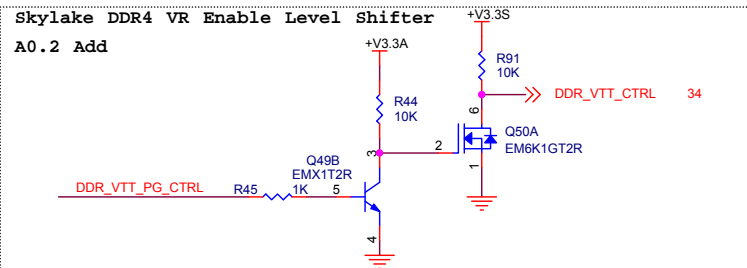 Skylake DDR4 VR Enable Level Shifter
+V3.3S
A0.2 Add
+V3.3A
R91
10K
DDR_VTT_CTRL 34
R44
10K
6
Q50A
EM6K1GT2R
3
2
1
Q49B
EMX1T2R
DDR_VTT_PG_CTRL
R45 1K 5
4